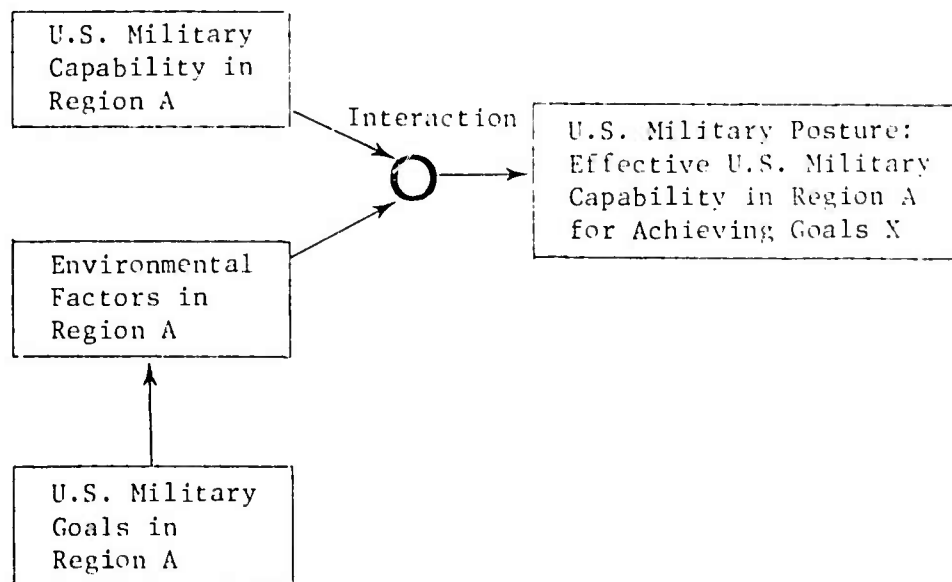 U.S. Military
Capability in
Region A
Interaction
U.S. Military Posture:
Effective U.S. Military
Capability in Region A
for Achieving Goals X
Environmental
Factors in
Region A
U.S. Military
Goals in
Region A